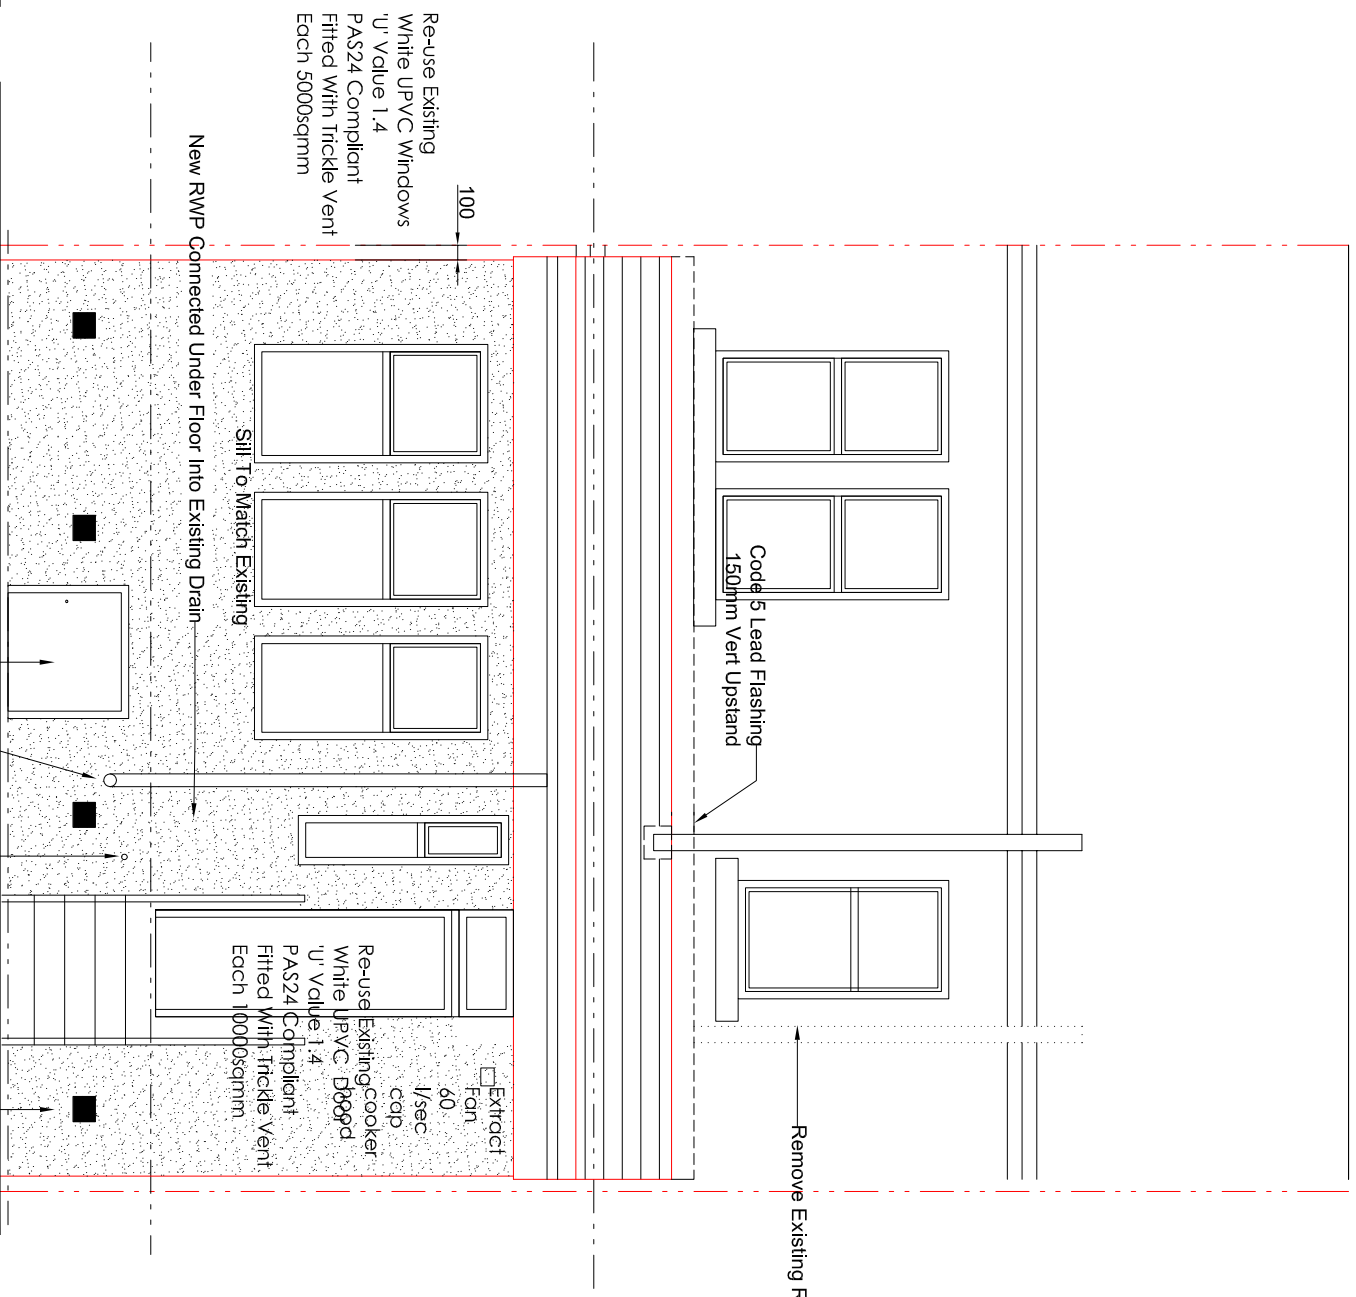 Re-use Existing
White UPVC Windows
'U' Value 1.4
PAS24 Compliant
Fitted With Trickle Vent
Each 5000sqmm
100
New RWP Connected Under Floor Into Existing Drain
Sill To Match Existing
Code 5 Lead Flashing
150mm Vert Upstand
Re-use Existing
White UPVC Door
'U' Value 1.4
PAS24 Compliant
Fitted With Trickle Vent
Each 10000sqmm
Extract
Fan
60
l/sec
cap
cooker
hood
Remove Existing